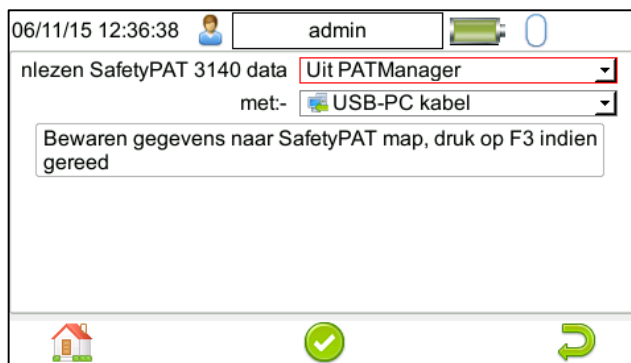 06/11/15 12:36:38 admin
nlezen SafetyPAT 3140 data Uit PATManager
met:- USB-PC kabel
Bewaren gegevens naar SafetyPAT map, druk op F3 indien
gereed